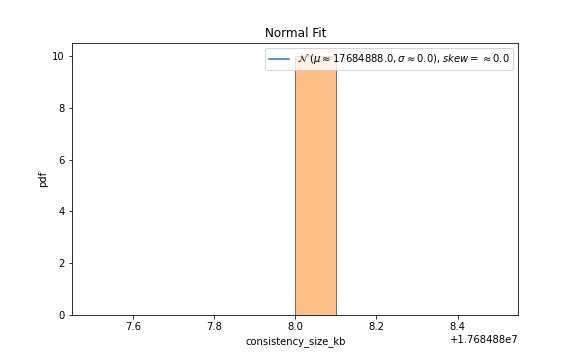 Normal Fit
𝒩(μ ≈ 17684888.0, σ ≈ 0.0), skew = ≈ 0.0
pdf
10
8
6
4
2
0
7.6 7.8 8.0 8.2 8.4
+1.768488e7
consistency_size_kb